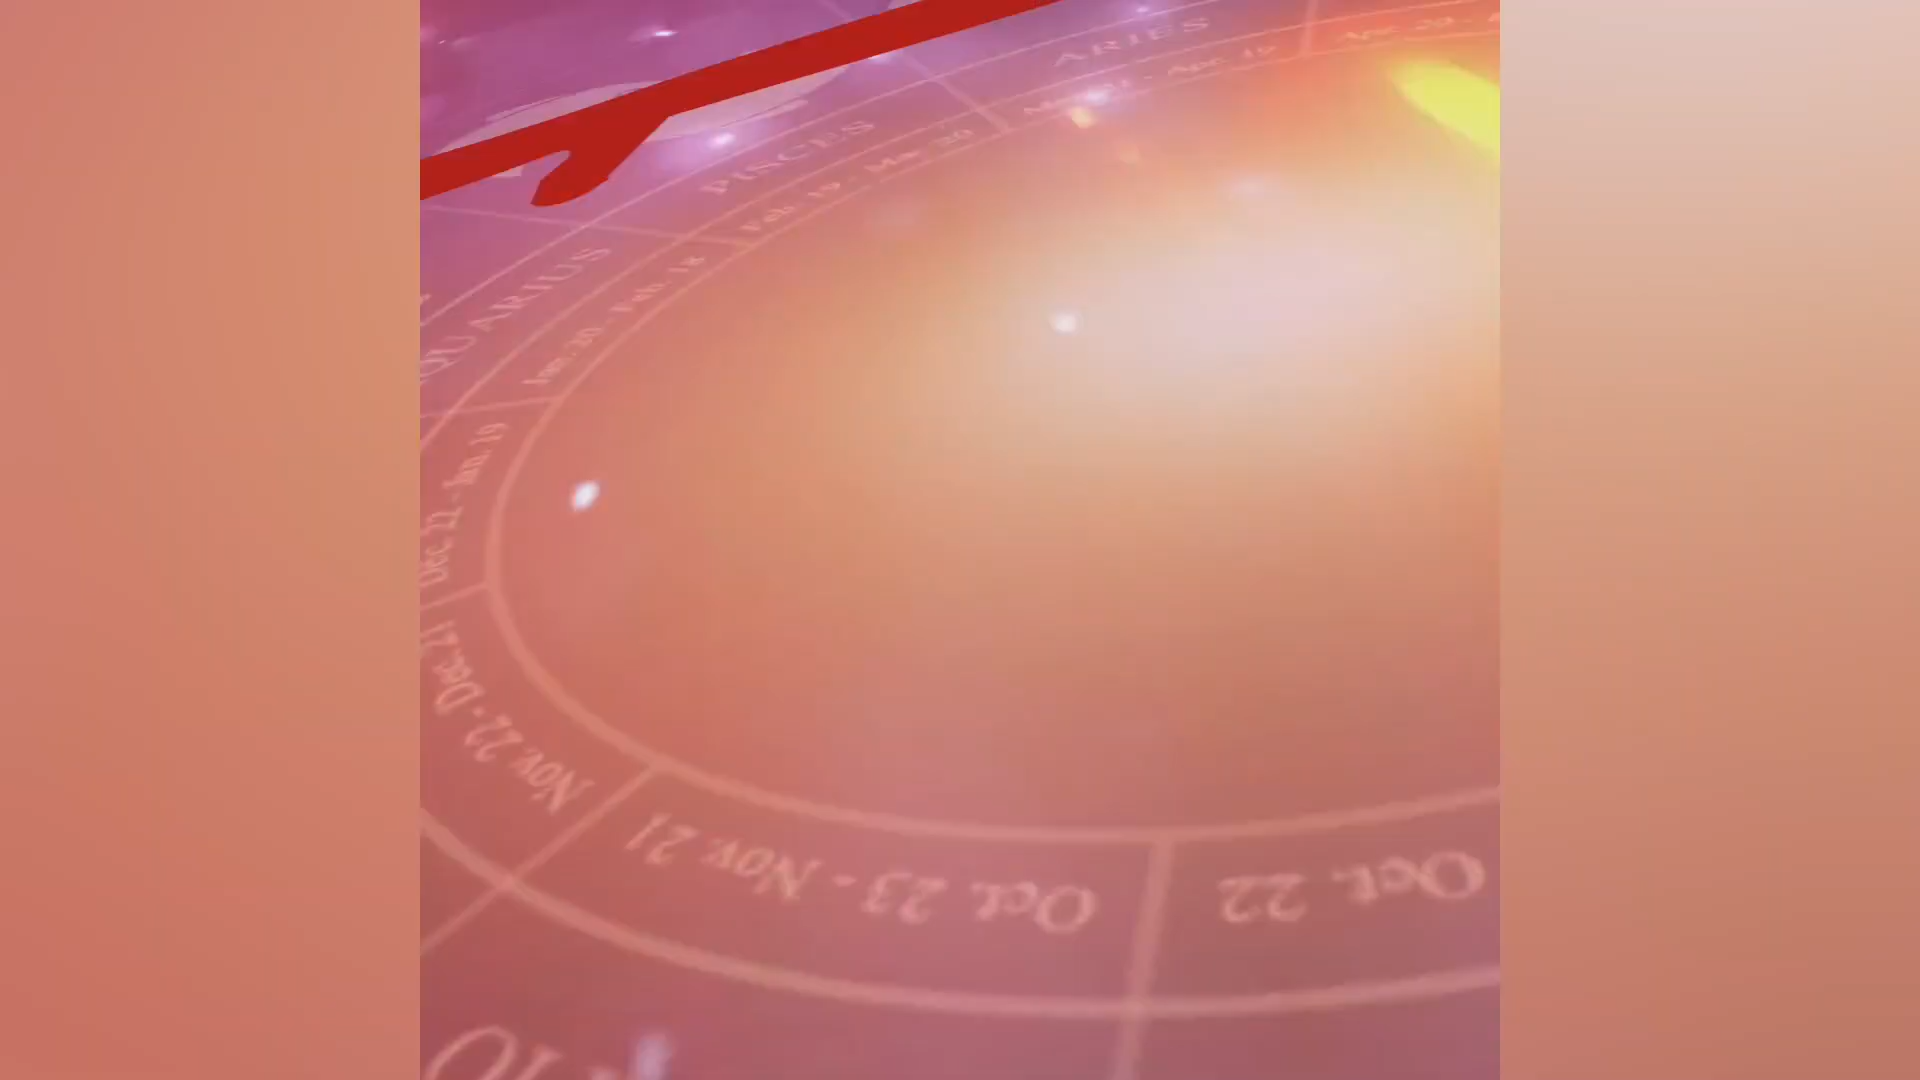 ARIES
PISCES
Feb. 19 - Mar. 20
AQUARIUS
Jan. 20 - Feb. 18
Dec. 22 - Jan. 19
Nov. 22 - Dec. 21
Oct. 23 - Nov. 21
Oct. 22